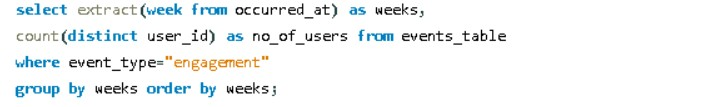 select extract(week from occurred_at) as weeks,
count(distinct user_id) as no_of_users from events_table
where event_type="engagement"
group by weeks order by weeks;